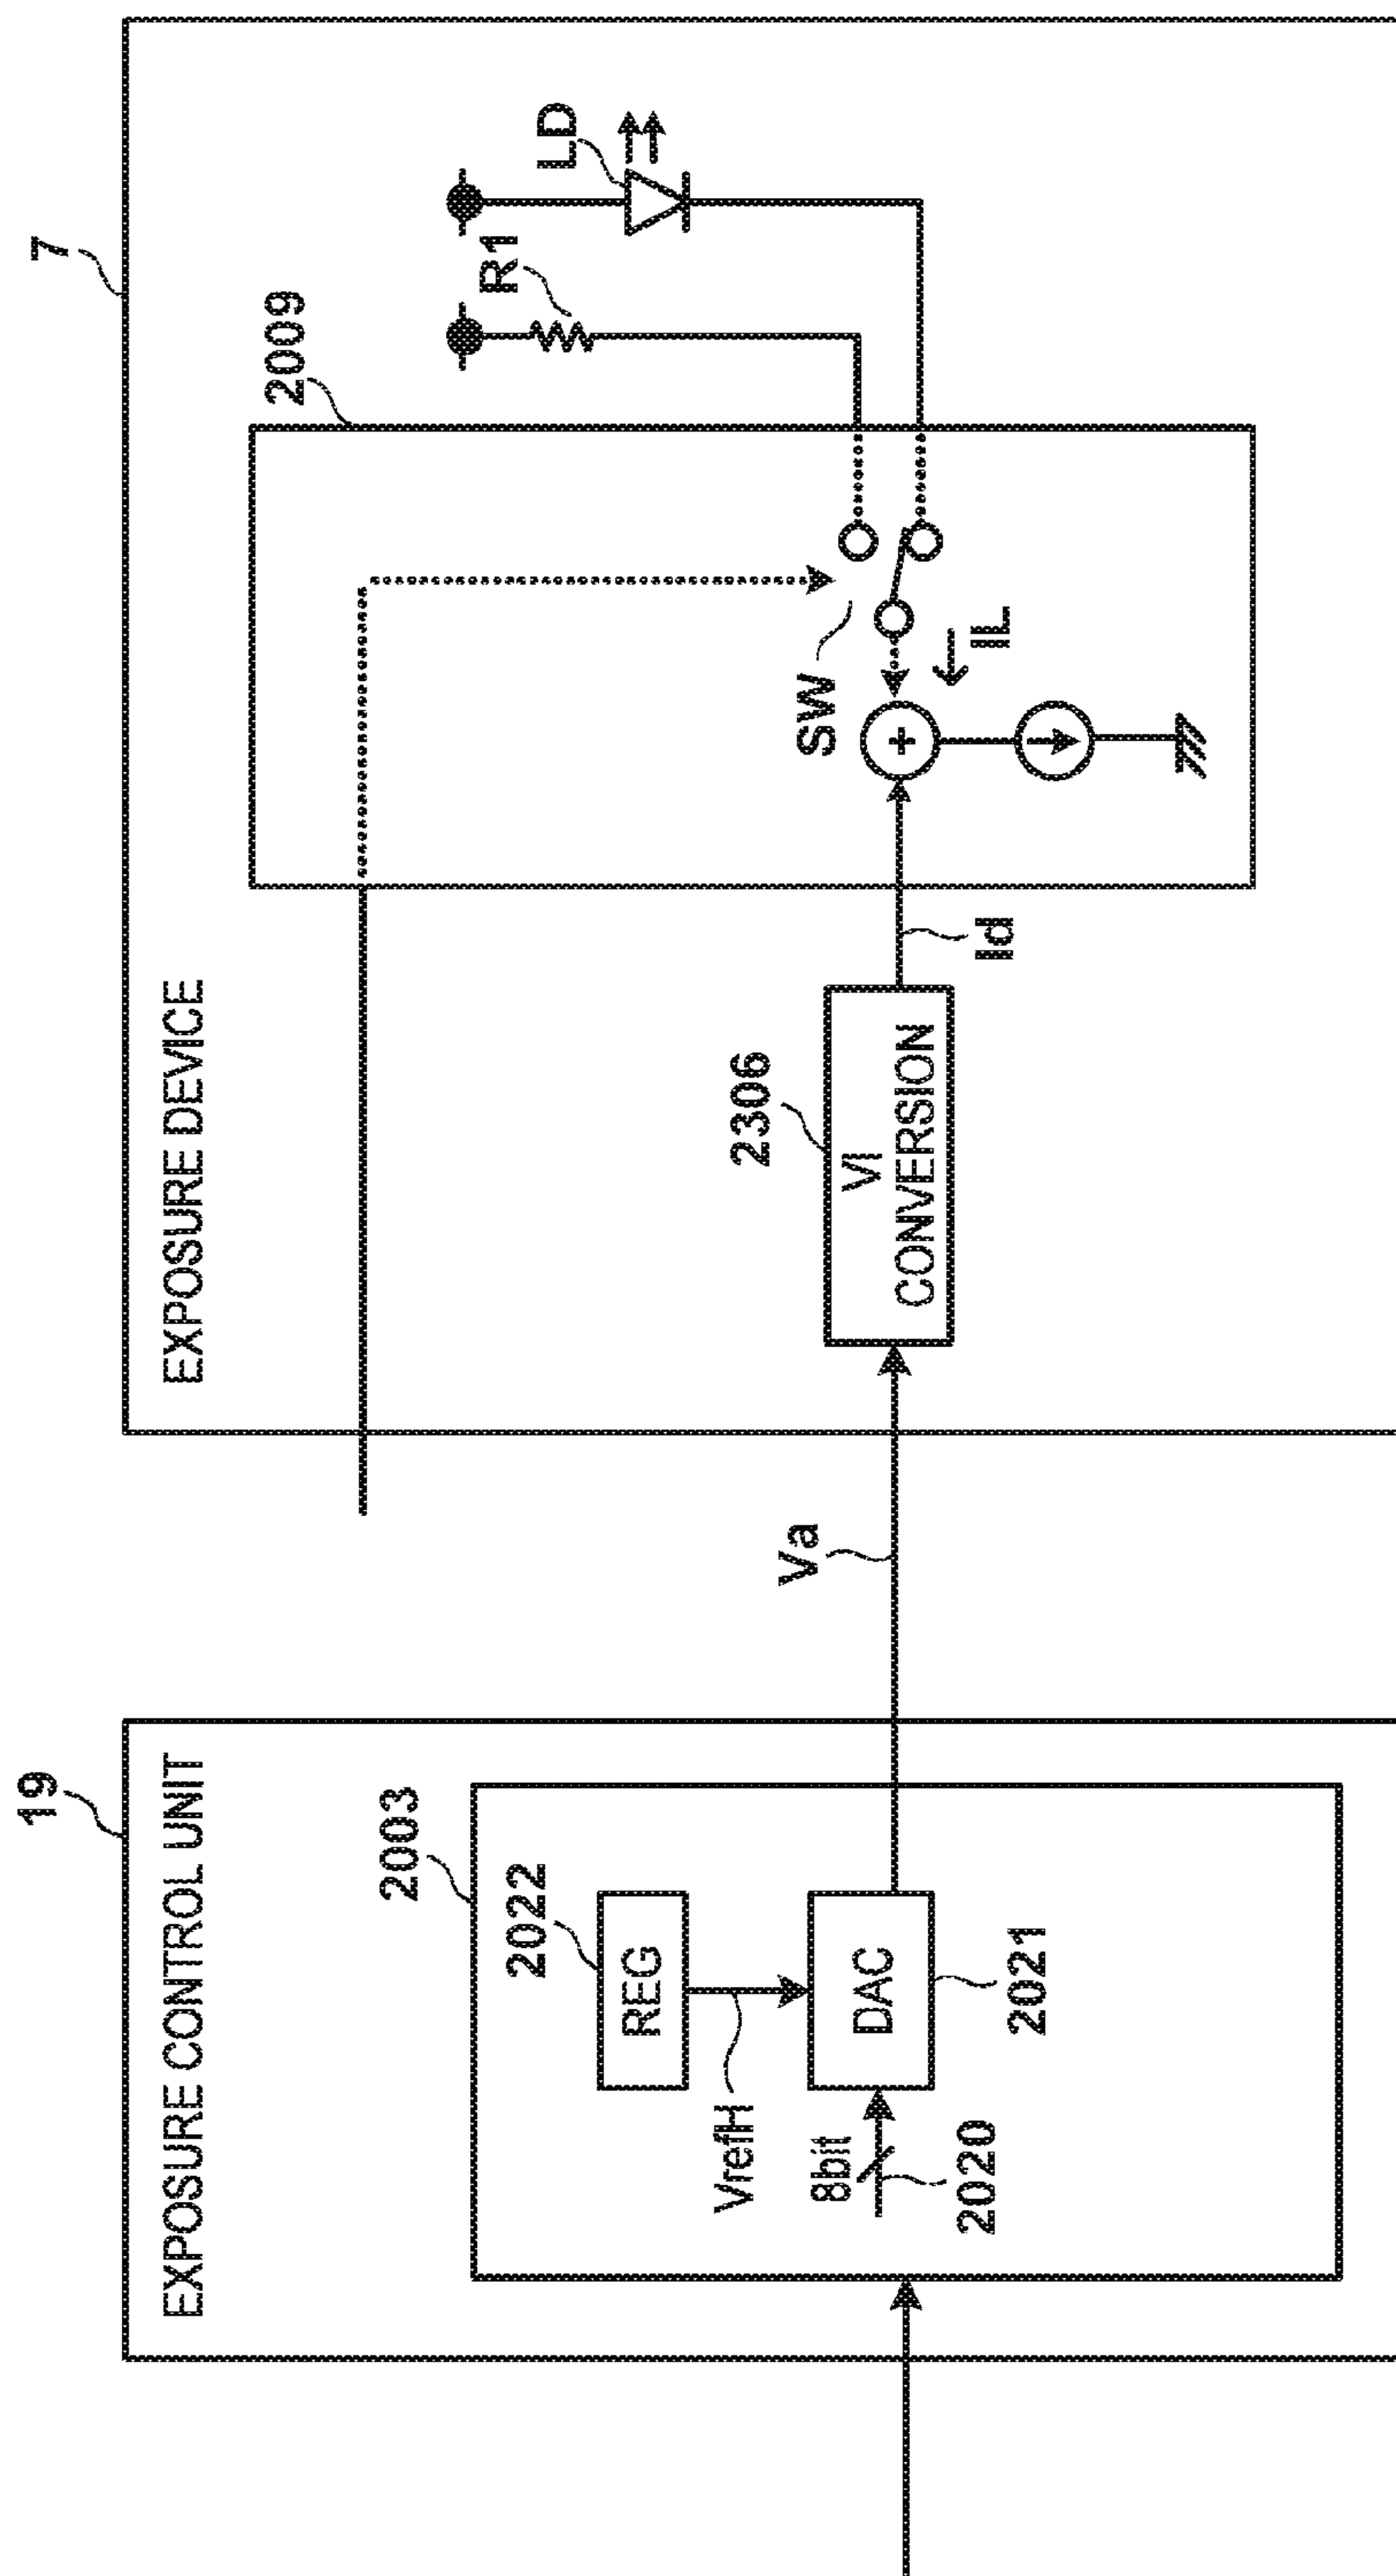 19
EXPOSURE CONTROL UNIT
2003
2022
REG
VrefH
8bit
DAC
2020
2021
Va
7
EXPOSURE DEVICE
2009
2306
VI
CONVERSION
Id
SW
IL
R1
LD